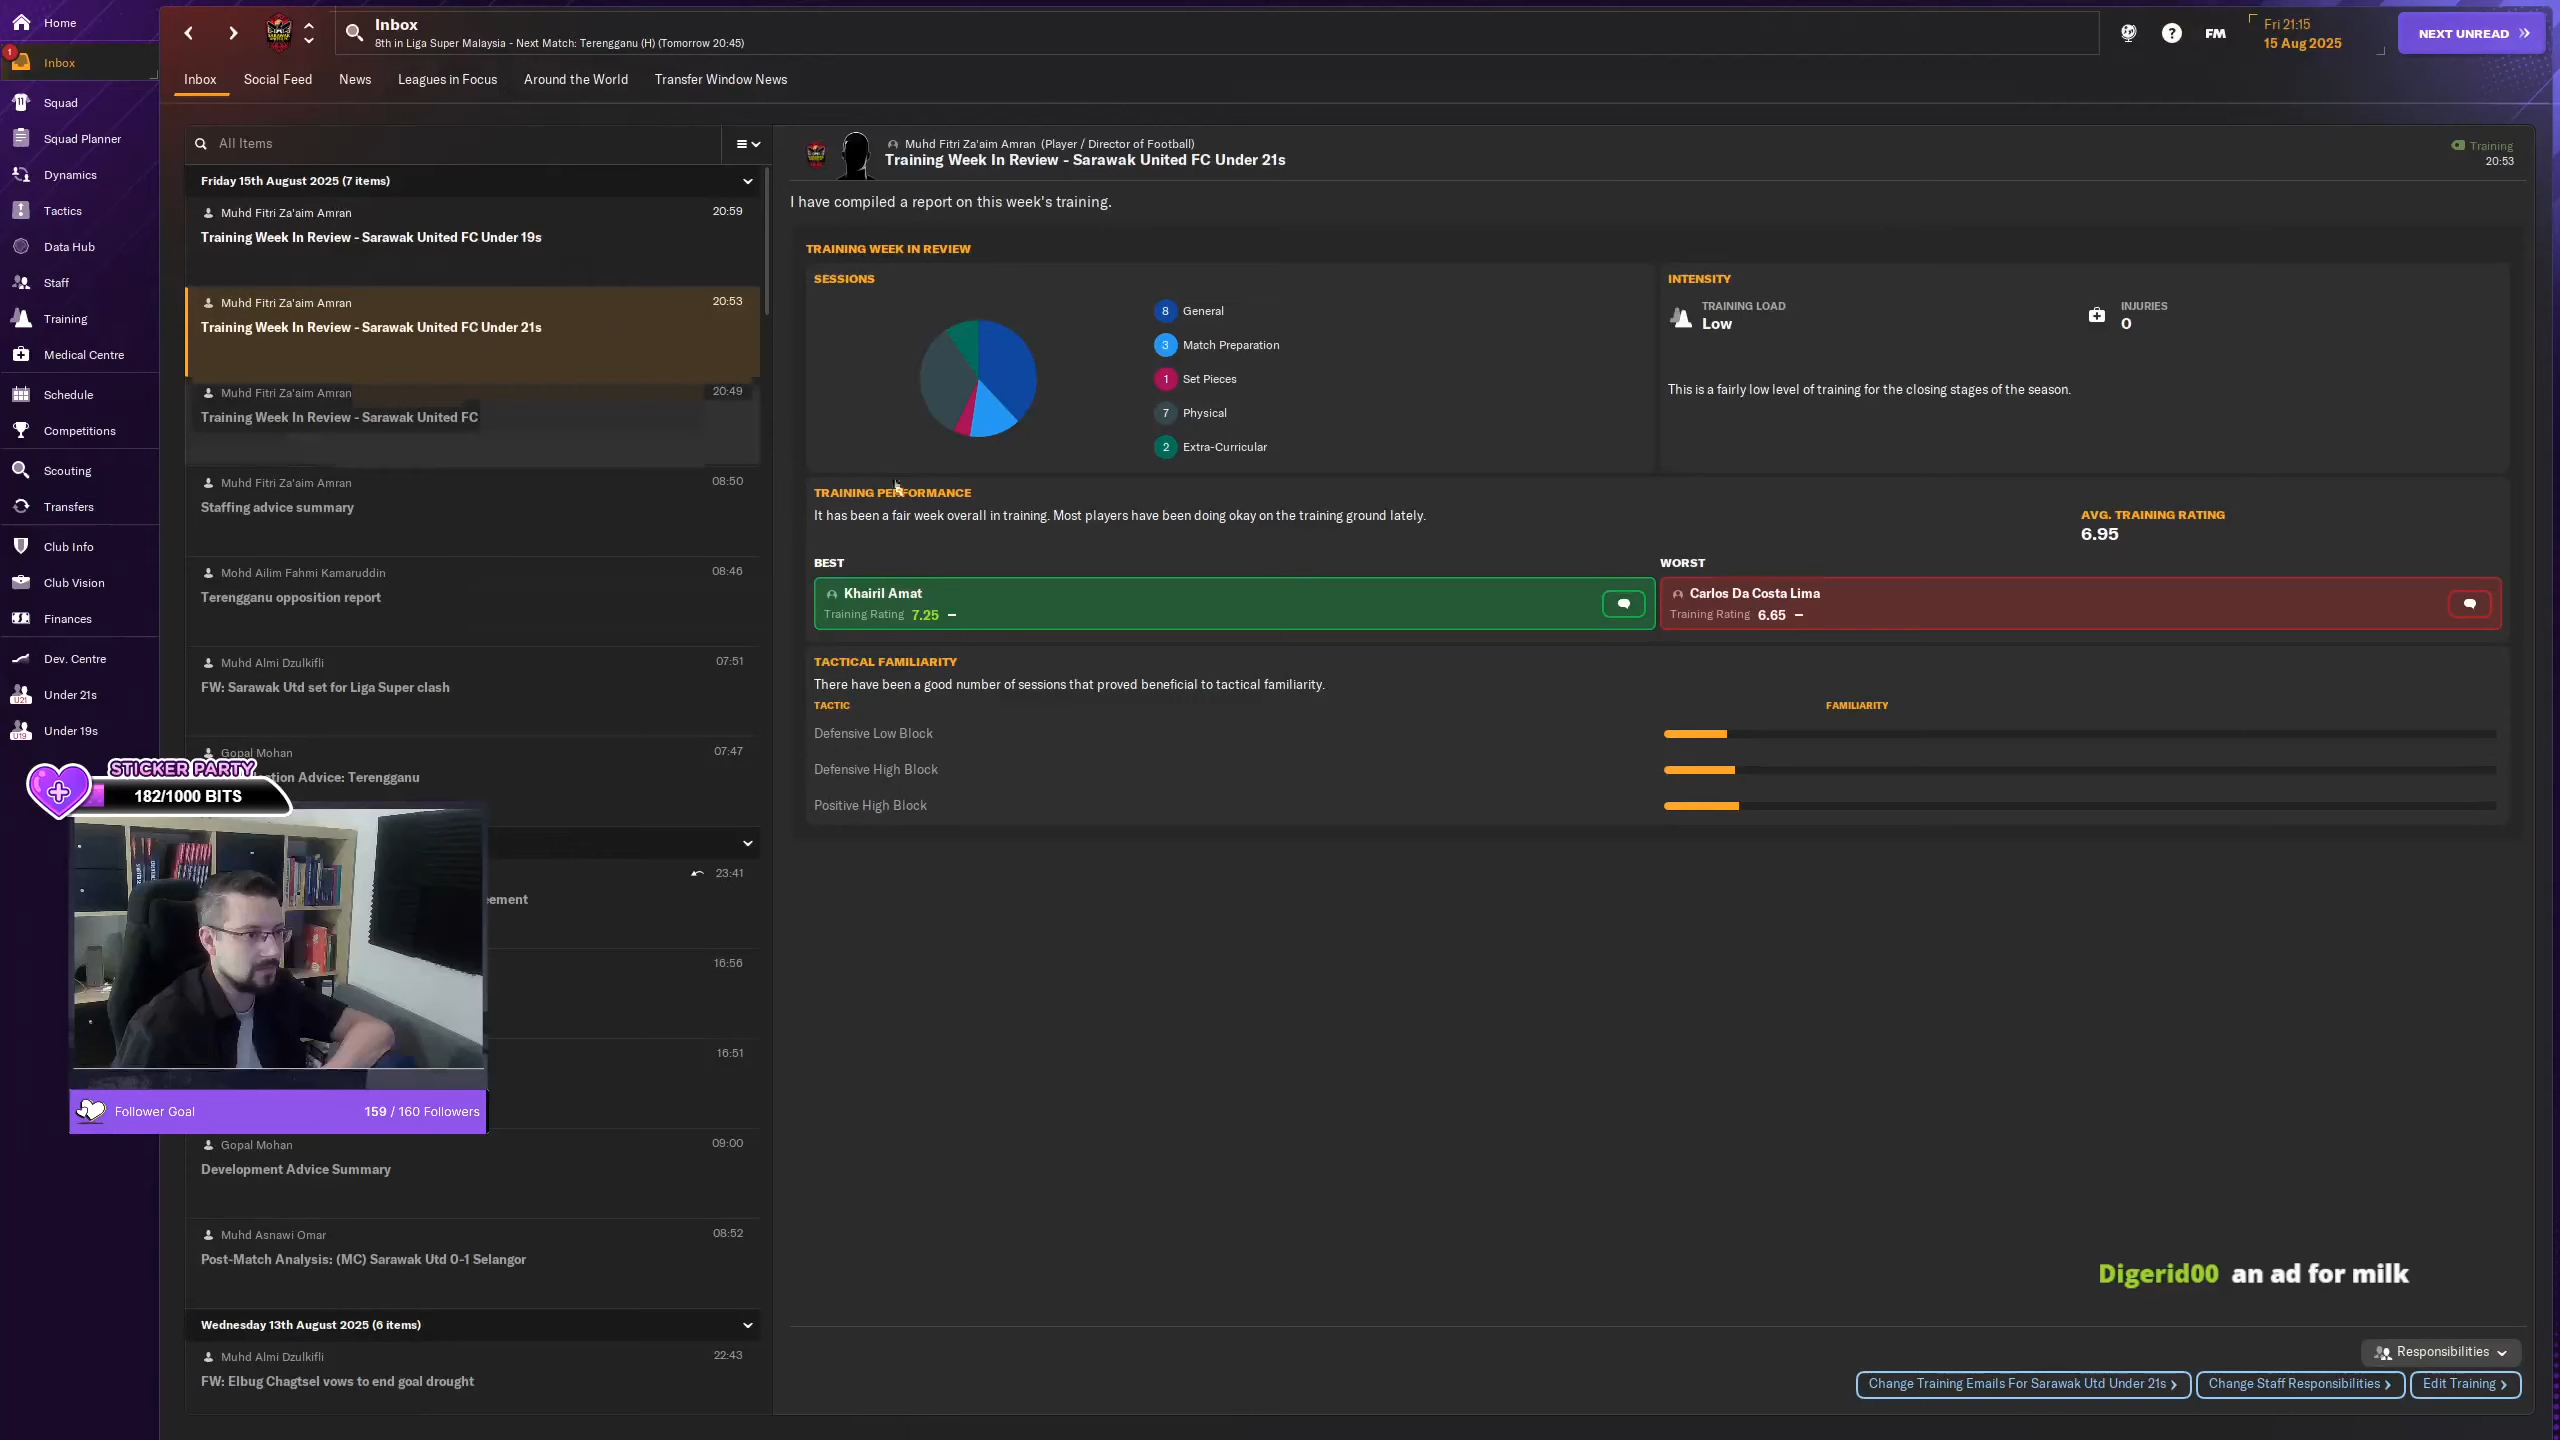 Home
1
Inbox
Squad
Squad Planner
Dynamics
Tactics
Data Hub
Staff
Training
Medical Centre
Schedule
Competitions
Scouting
Transfers
Club Info
Club Vision
Finances
Dev. Centre
Under 21s
Under 19s
Inbox
8th in Liga Super Malaysia - Next Match: Terengganu (H) (Tomorrow 20:45)
FM
Fri 21:15
15 Aug 2025
NEXT UNREAD
Inbox Social Feed News Leagues in Focus Around the World Transfer Window News
All Items
Friday 15th August 2025 (7 items)
Muhd Fitri Za'aim Amran 20:59
Training Week In Review - Sarawak United FC Under 19s
Muhd Fitri Za'aim Amran 20:53
Training Week In Review - Sarawak United FC Under 21s
Muhd Fitri Za'aim Amran 20:49
Training Week In Review - Sarawak United FC
Muhd Fitri Za'aim Amran 08:50
Staffing advice summary
Mohd Ailim Fahmi Kamaruddin 08:46
Terengganu opposition report
Muhd Almi Dzulkifli 07:51
FW: Sarawak Utd set for Liga Super clash
Gopal Mohan 07:47
ction Advice: Terengganu
23:41
eement
16:56
16:51
Gopal Mohan 09:00
Development Advice Summary
Muhd Asnawi Omar 08:52
Post-Match Analysis: (MC) Sarawak Utd 0-1 Selangor
Wednesday 13th August 2025 (6 items)
Muhd Almi Dzulkifli 22:43
FW: Elbug Chagtsel vows to end goal drought
STICKER PARTY
182/1000 BITS
Follower Goal 159 / 160 Followers
Muhd Fitri Za'aim Amran (Player / Director of Football)
Training Week In Review - Sarawak United FC Under 21s
Training
20:53
I have compiled a report on this week's training.
TRAINING WEEK IN REVIEW
SESSIONS
8 General
3 Match Preparation
1 Set Pieces
7 Physical
2 Extra-Curricular
INTENSITY
TRAINING LOAD
Low
INJURIES
0
This is a fairly low level of training for the closing stages of the season.
TRAINING PERFORMANCE
It has been a fair week overall in training. Most players have been doing okay on the training ground lately.
AVG. TRAINING RATING
6.95
BEST
Khairil Amat
Training Rating 7.25 –
WORST
Carlos Da Costa Lima
Training Rating 6.65 –
TACTICAL FAMILIARITY
There have been a good number of sessions that proved beneficial to tactical familiarity.
TACTIC FAMILIARITY
Defensive Low Block
Defensive High Block
Positive High Block
Digerid00 an ad for milk
Responsibilities
Change Training Emails For Sarawak Utd Under 21s
Change Staff Responsibilities
Edit Training